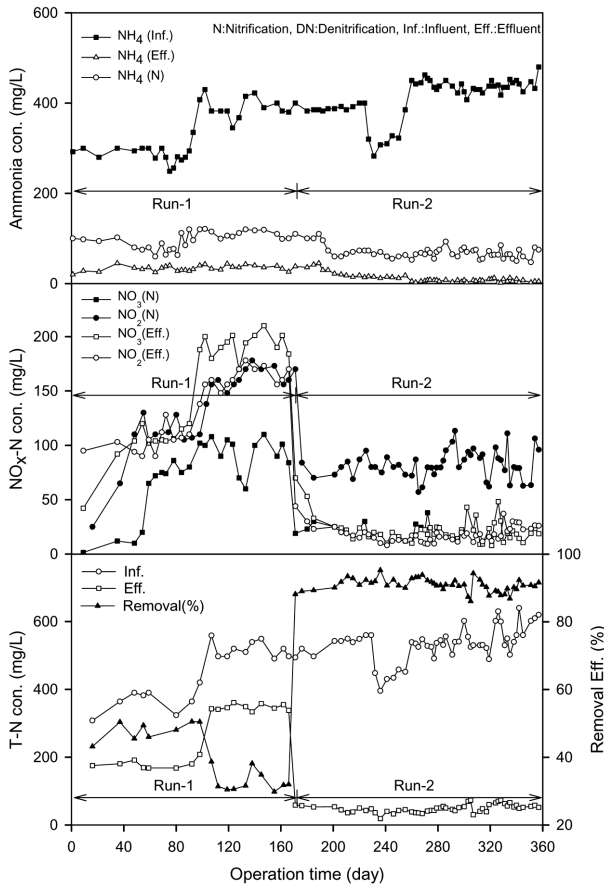 N:Nitrification, DN:Denitrification, Inf.:Influent, Eff.:Effluent
NH4 (Inf.)
NH4 (Eff.)
NH4 (N)
Ammonia con. (mg/L)
600
400
200
0
Run-1
Run-2
NO3(N)
NO2(N)
NO3(Eff.)
NO2(Eff.)
NOX-N con. (mg/L)
200
150
100
50
0
Run-1
Run-2
Inf.
Eff.
Removal(%)
T-N con. (mg/L)
600
400
200
0
Removal Eff. (%)
100
80
60
40
20
Run-1
Run-2
0 40 80 120 160 200 240 280 320 360
Operation time (day)